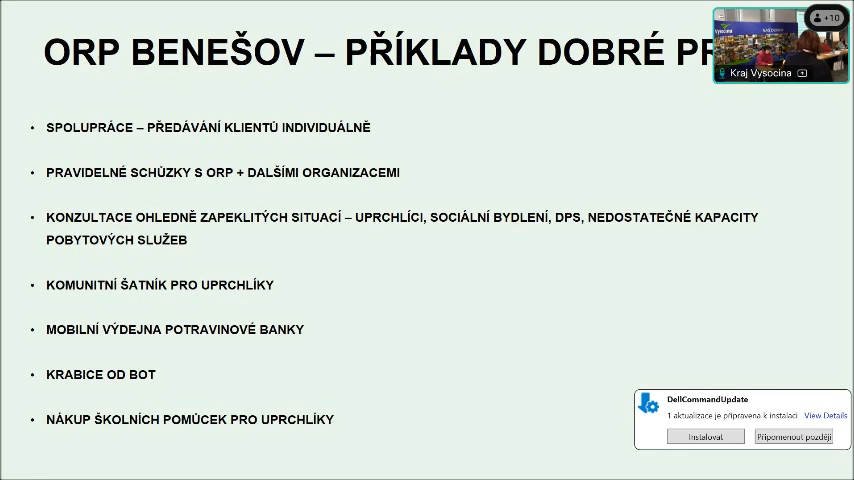 ORP BENEŠOV – PŘÍKLADY DOBRÉ PR
+10
Kraj Vysočina
• SPOLUPRÁCE – PŘEDÁVÁNÍ KLIENTŮ INDIVIDUÁLNĚ
• PRAVIDELNÉ SCHŮZKY S ORP + DALŠÍMI ORGANIZACEMI
• KONZULTACE OHLEDNĚ ZAPEKLITÝCH SITUACÍ – UPRCHLÍCI, SOCIÁLNÍ BYDLENÍ, DPS, NEDOSTATEČNÉ KAPACITY
POBYTOVÝCH SLUŽEB
• KOMUNITNÍ ŠATNÍK PRO UPRCHLÍKY
• MOBILNÍ VÝDEJNA POTRAVINOVÉ BANKY
• KRABICE OD BOT
• NÁKUP ŠKOLNÍCH POMŮCEK PRO UPRCHLÍKY
DellCommandUpdate
1 aktualizace je připravena k instalaci View Details
Instalovat Připomenout později